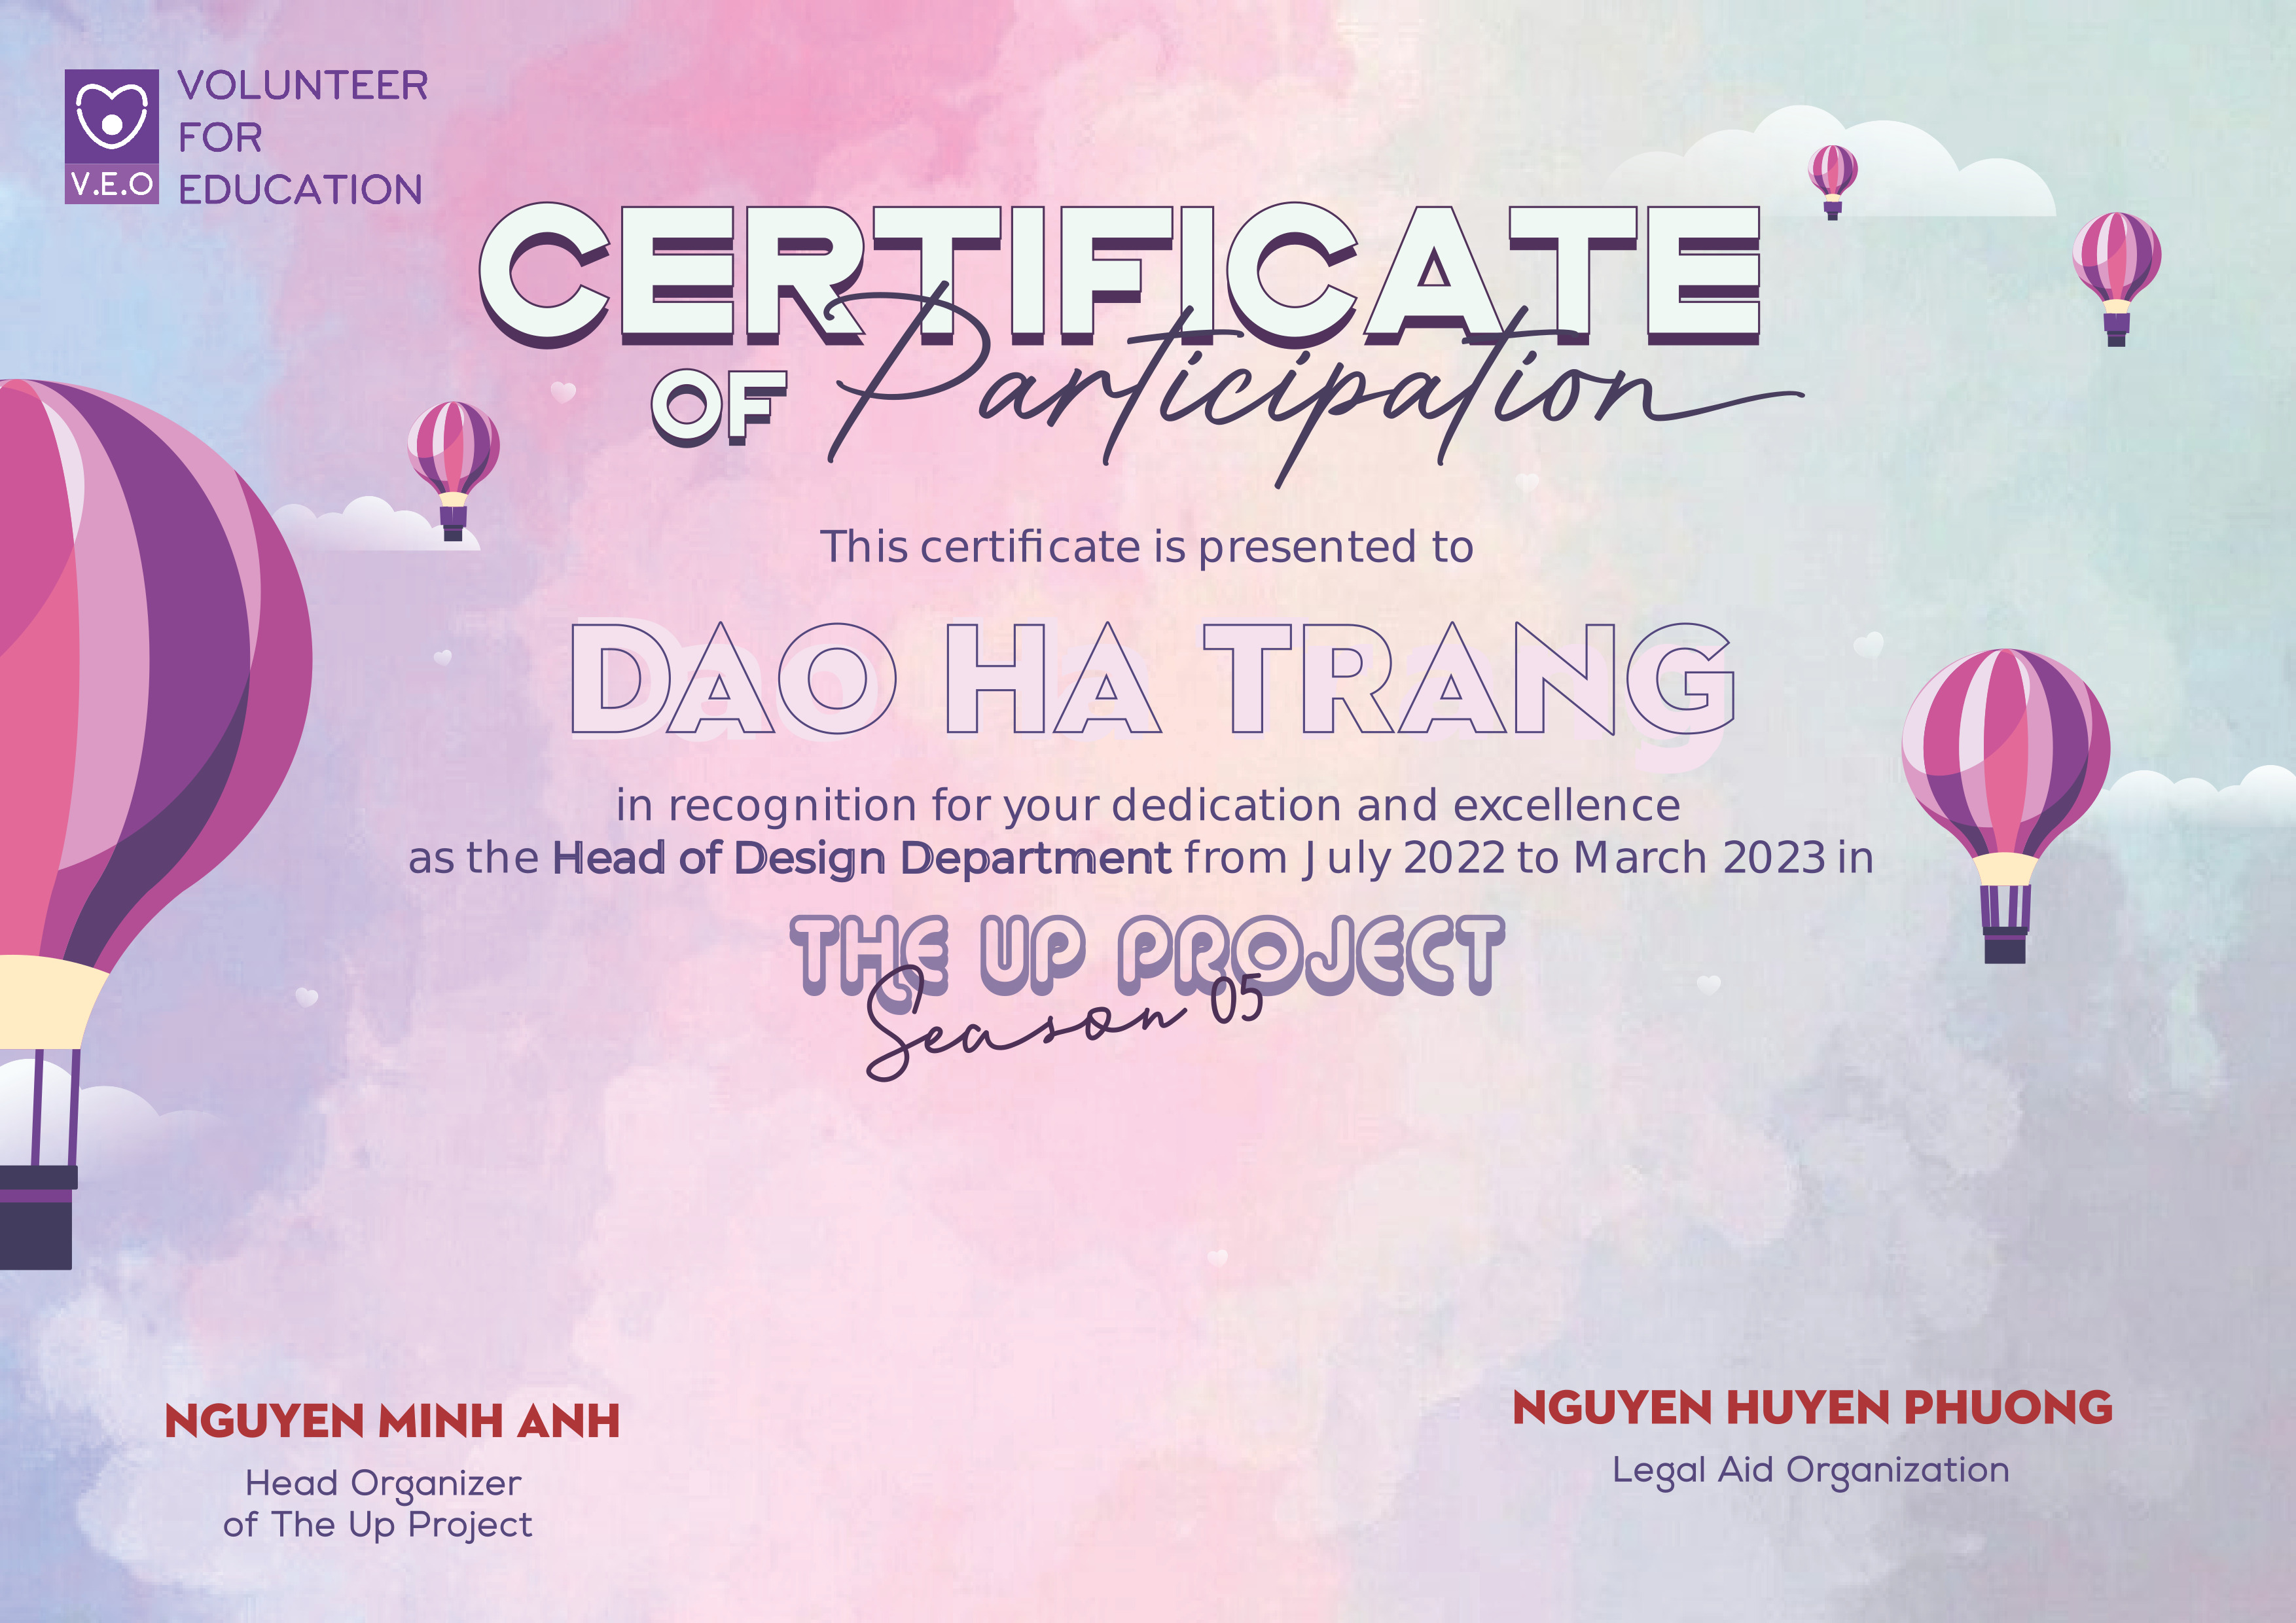 VOLUNTEER
FOR
EDUCATION
V.E.O
CERTIFICATE
OF Participation
This certificate is presented to
DAO HA TRANG
in recognition for your dedication and excellence
as the Head of Design Department from July 2022 to March 2023 in
THE UP PROJECT
Season 05
NGUYEN MINH ANH
Head Organizer
of The Up Project
NGUYEN HUYEN PHUONG
Legal Aid Organization